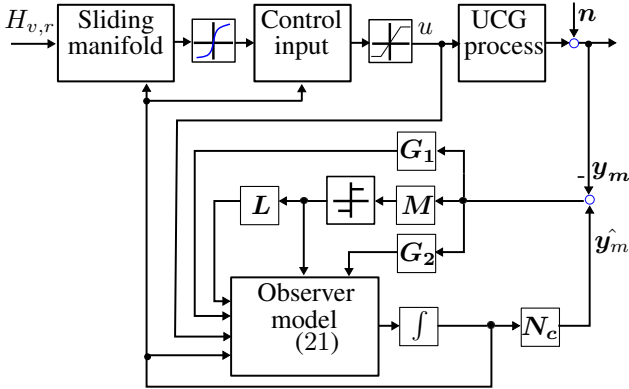 H_{v,r}
Sliding
manifold
Control
input
u
UCG
process
n
G_1
- y_m
L
M
G_2
ŷ_m
Observer
model
(21)
∫
N_c